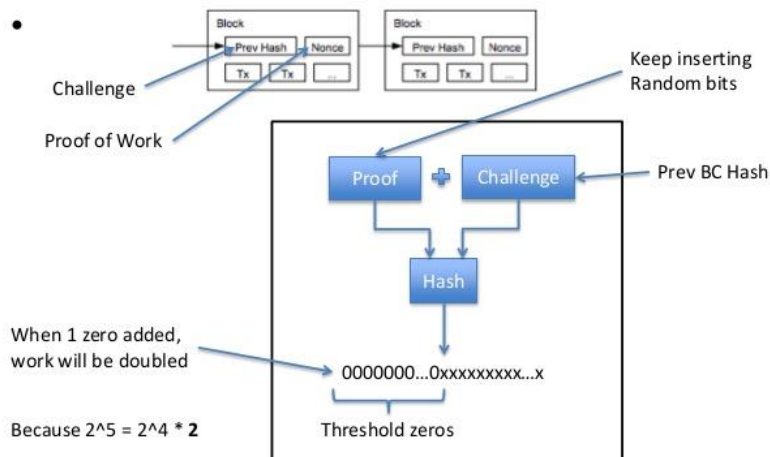 •
Block
Prev Hash
Nonce
Tx
Tx
...
Block
Prev Hash
Nonce
Tx
Tx
...
Challenge
Proof of Work
Keep inserting
Random bits
Proof
Challenge
Prev BC Hash
Hash
When 1 zero added,
work will be doubled
0000000...0xxxxxxxxx...x
Because 2^5 = 2^4 * 2
Threshold zeros